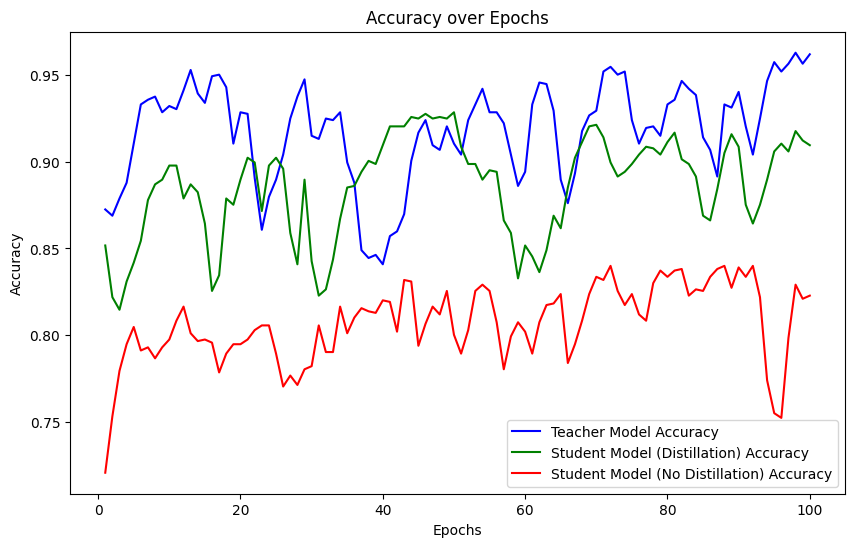 Accuracy over Epochs
Accuracy
0.95
0.90
0.85
0.80
0.75
0
20
40
60
80
100
Epochs
Teacher Model Accuracy
Student Model (Distillation) Accuracy
Student Model (No Distillation) Accuracy